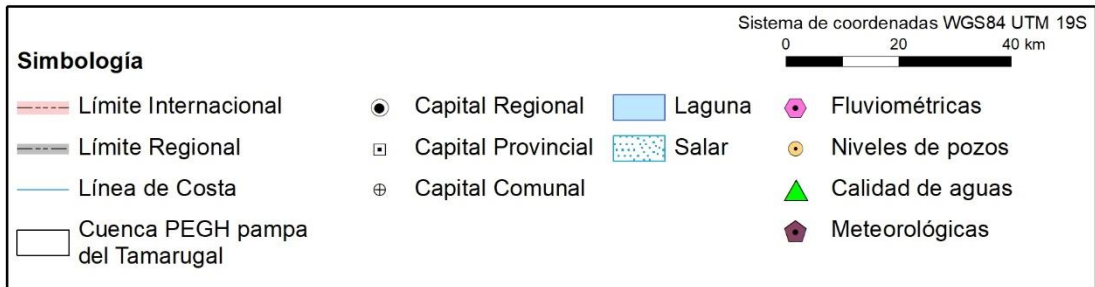 Sistema de coordenadas WGS84 UTM 19S
0 20 40 km
Simbología
Límite Internacional
Límite Regional
Línea de Costa
Cuenca PEGH pampa
del Tamarugal
Capital Regional
Capital Provincial
Capital Comunal
Laguna
Salar
Fluviométricas
Niveles de pozos
Calidad de aguas
Meteorológicas